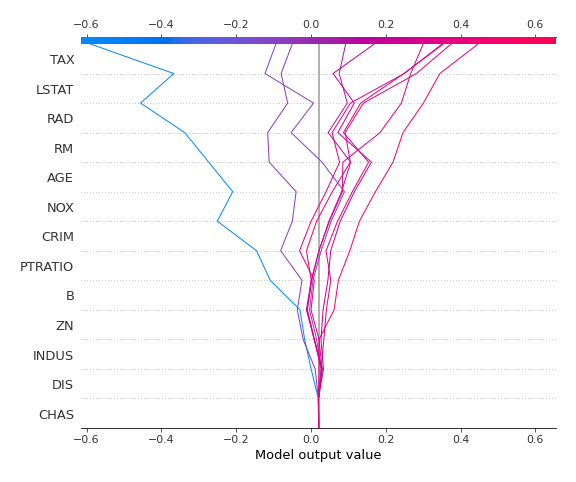 −0.6 −0.4 −0.2 0.0 0.2 0.4 0.6
TAX
LSTAT
RAD
RM
AGE
NOX
CRIM
PTRATIO
B
ZN
INDUS
DIS
CHAS
−0.6 −0.4 −0.2 0.0 0.2 0.4 0.6
Model output value